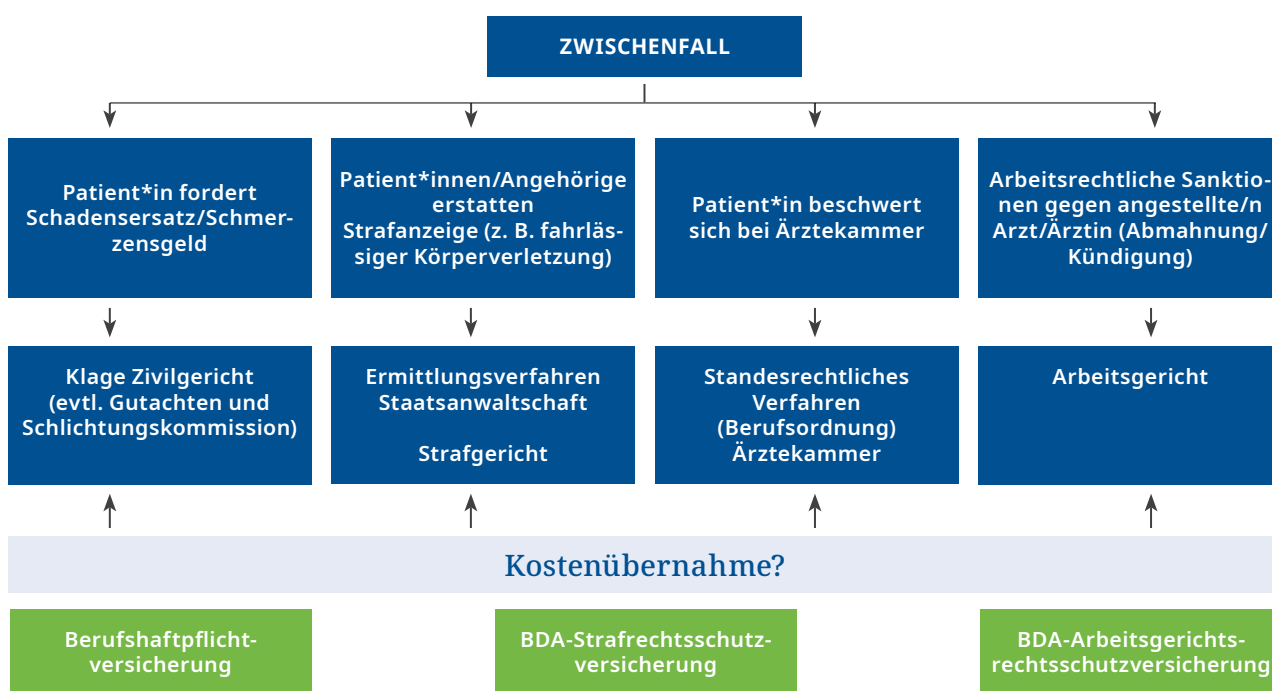 ZWISCHENFALL
Patient*in fordert
Schadensersatz/Schmer-
zensgeld
Patient*innen/Angehörige
erstatten
Strafanzeige (z. B. fahrläs-
siger Körperverletzung)
Patient*in beschwert
sich bei Ärztekammer
Arbeitsrechtliche Sanktio-
nen gegen angestellte/n
Arzt/Ärztin (Abmahnung/
Kündigung)
Klage Zivilgericht
(evtl. Gutachten und
Schlichtungskommission)
Ermittlungsverfahren
Staatsanwaltschaft
Strafgericht
Standesrechtliches
Verfahren
(Berufsordnung)
Ärztekammer
Arbeitsgericht
Kostenübernahme?
Berufshaftpflicht-
versicherung
BDA-Strafrechtsschutz-
versicherung
BDA-Arbeitsgerichts-
rechtsschutzversicherung